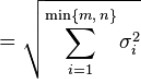 = \sqrt{\sum_{i=1}^{\min\{m,\,n\}} \sigma_i^2}